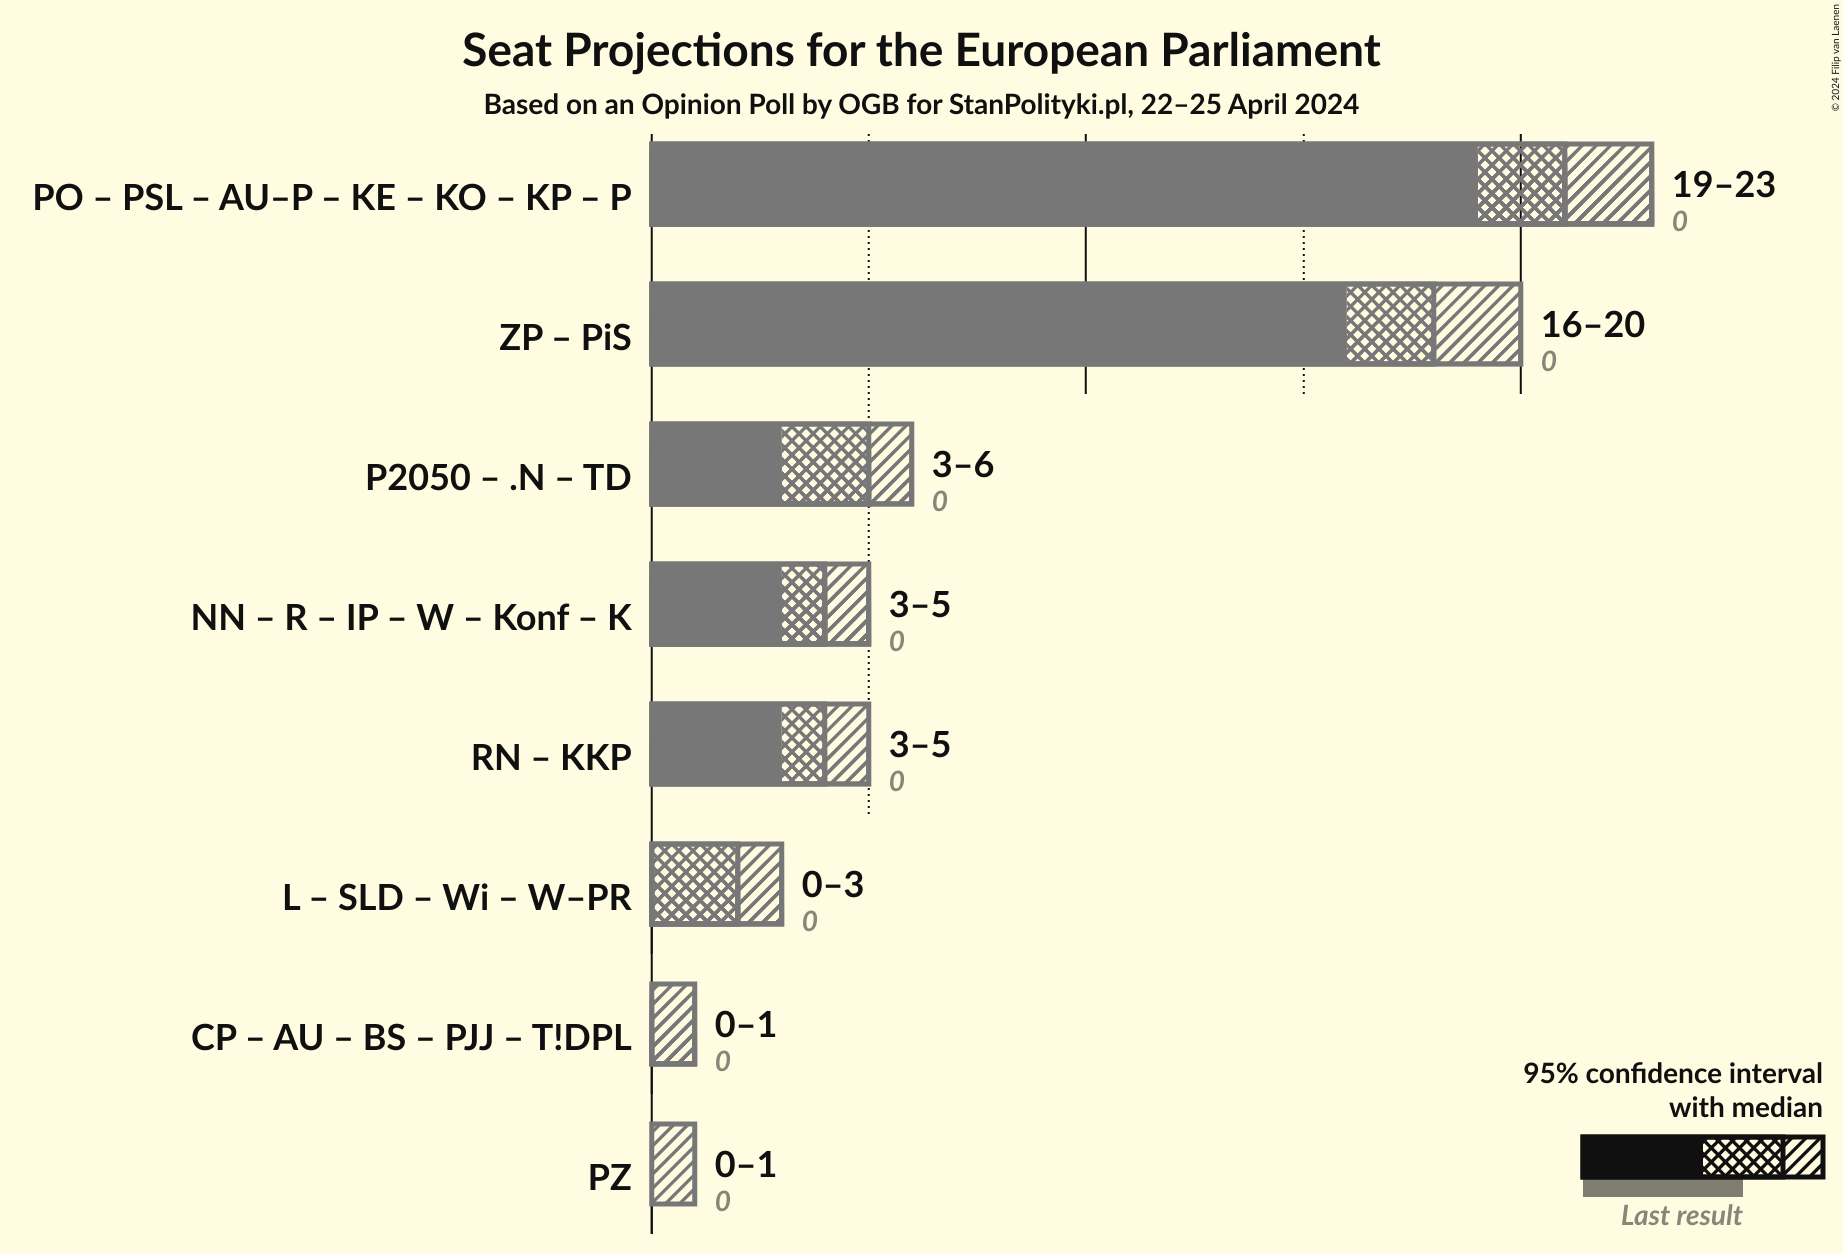 Seat Projections for the European Parliament
Based on an Opinion Poll by OGB for StanPolityki.pl, 22–25 April 2024
© 2024 Filip van Laenen
PO – PSL – AU–P – KE – KO – KP – P
19–23
0
ZP – PiS
16–20
0
P2050 – .N – TD
3–6
0
NN – R – IP – W – Konf – K
3–5
0
RN – KKP
3–5
0
L – SLD – Wi – W–PR
0–3
0
CP – AU – BS – PJJ – T!DPL
0–1
0
PZ
0–1
0
95% confidence interval
with median
Last result